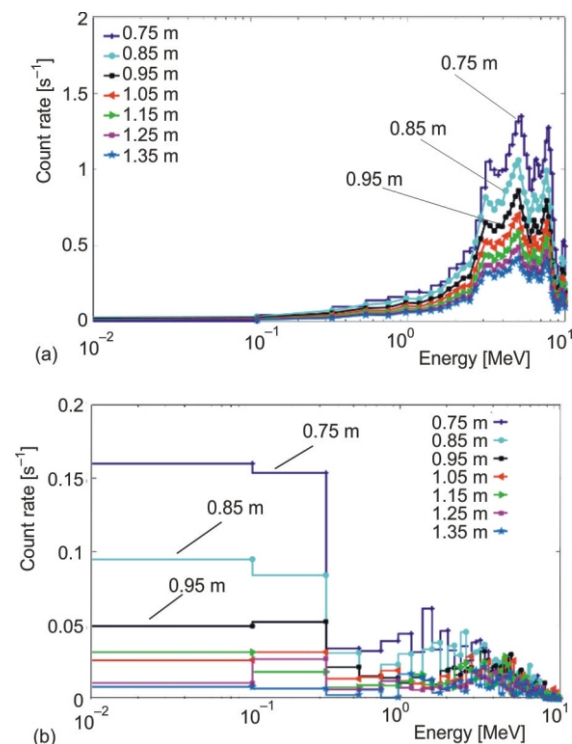 2
1.5
1
0.5
0
Count rate [s⁻¹]
0.75 m
0.85 m
0.95 m
1.05 m
1.15 m
1.25 m
1.35 m
0.75 m
0.85 m
0.95 m
10⁻²
10⁻¹
10⁰
10¹
Energy [MeV]
(a)
0.2
0.15
0.1
0.05
0
Count rate [s⁻¹]
0.75 m
0.85 m
0.95 m
0.75 m
0.85 m
0.95 m
1.05 m
1.15 m
1.25 m
1.35 m
10⁻²
10⁻¹
10⁰
10¹
Energy [MeV]
(b)